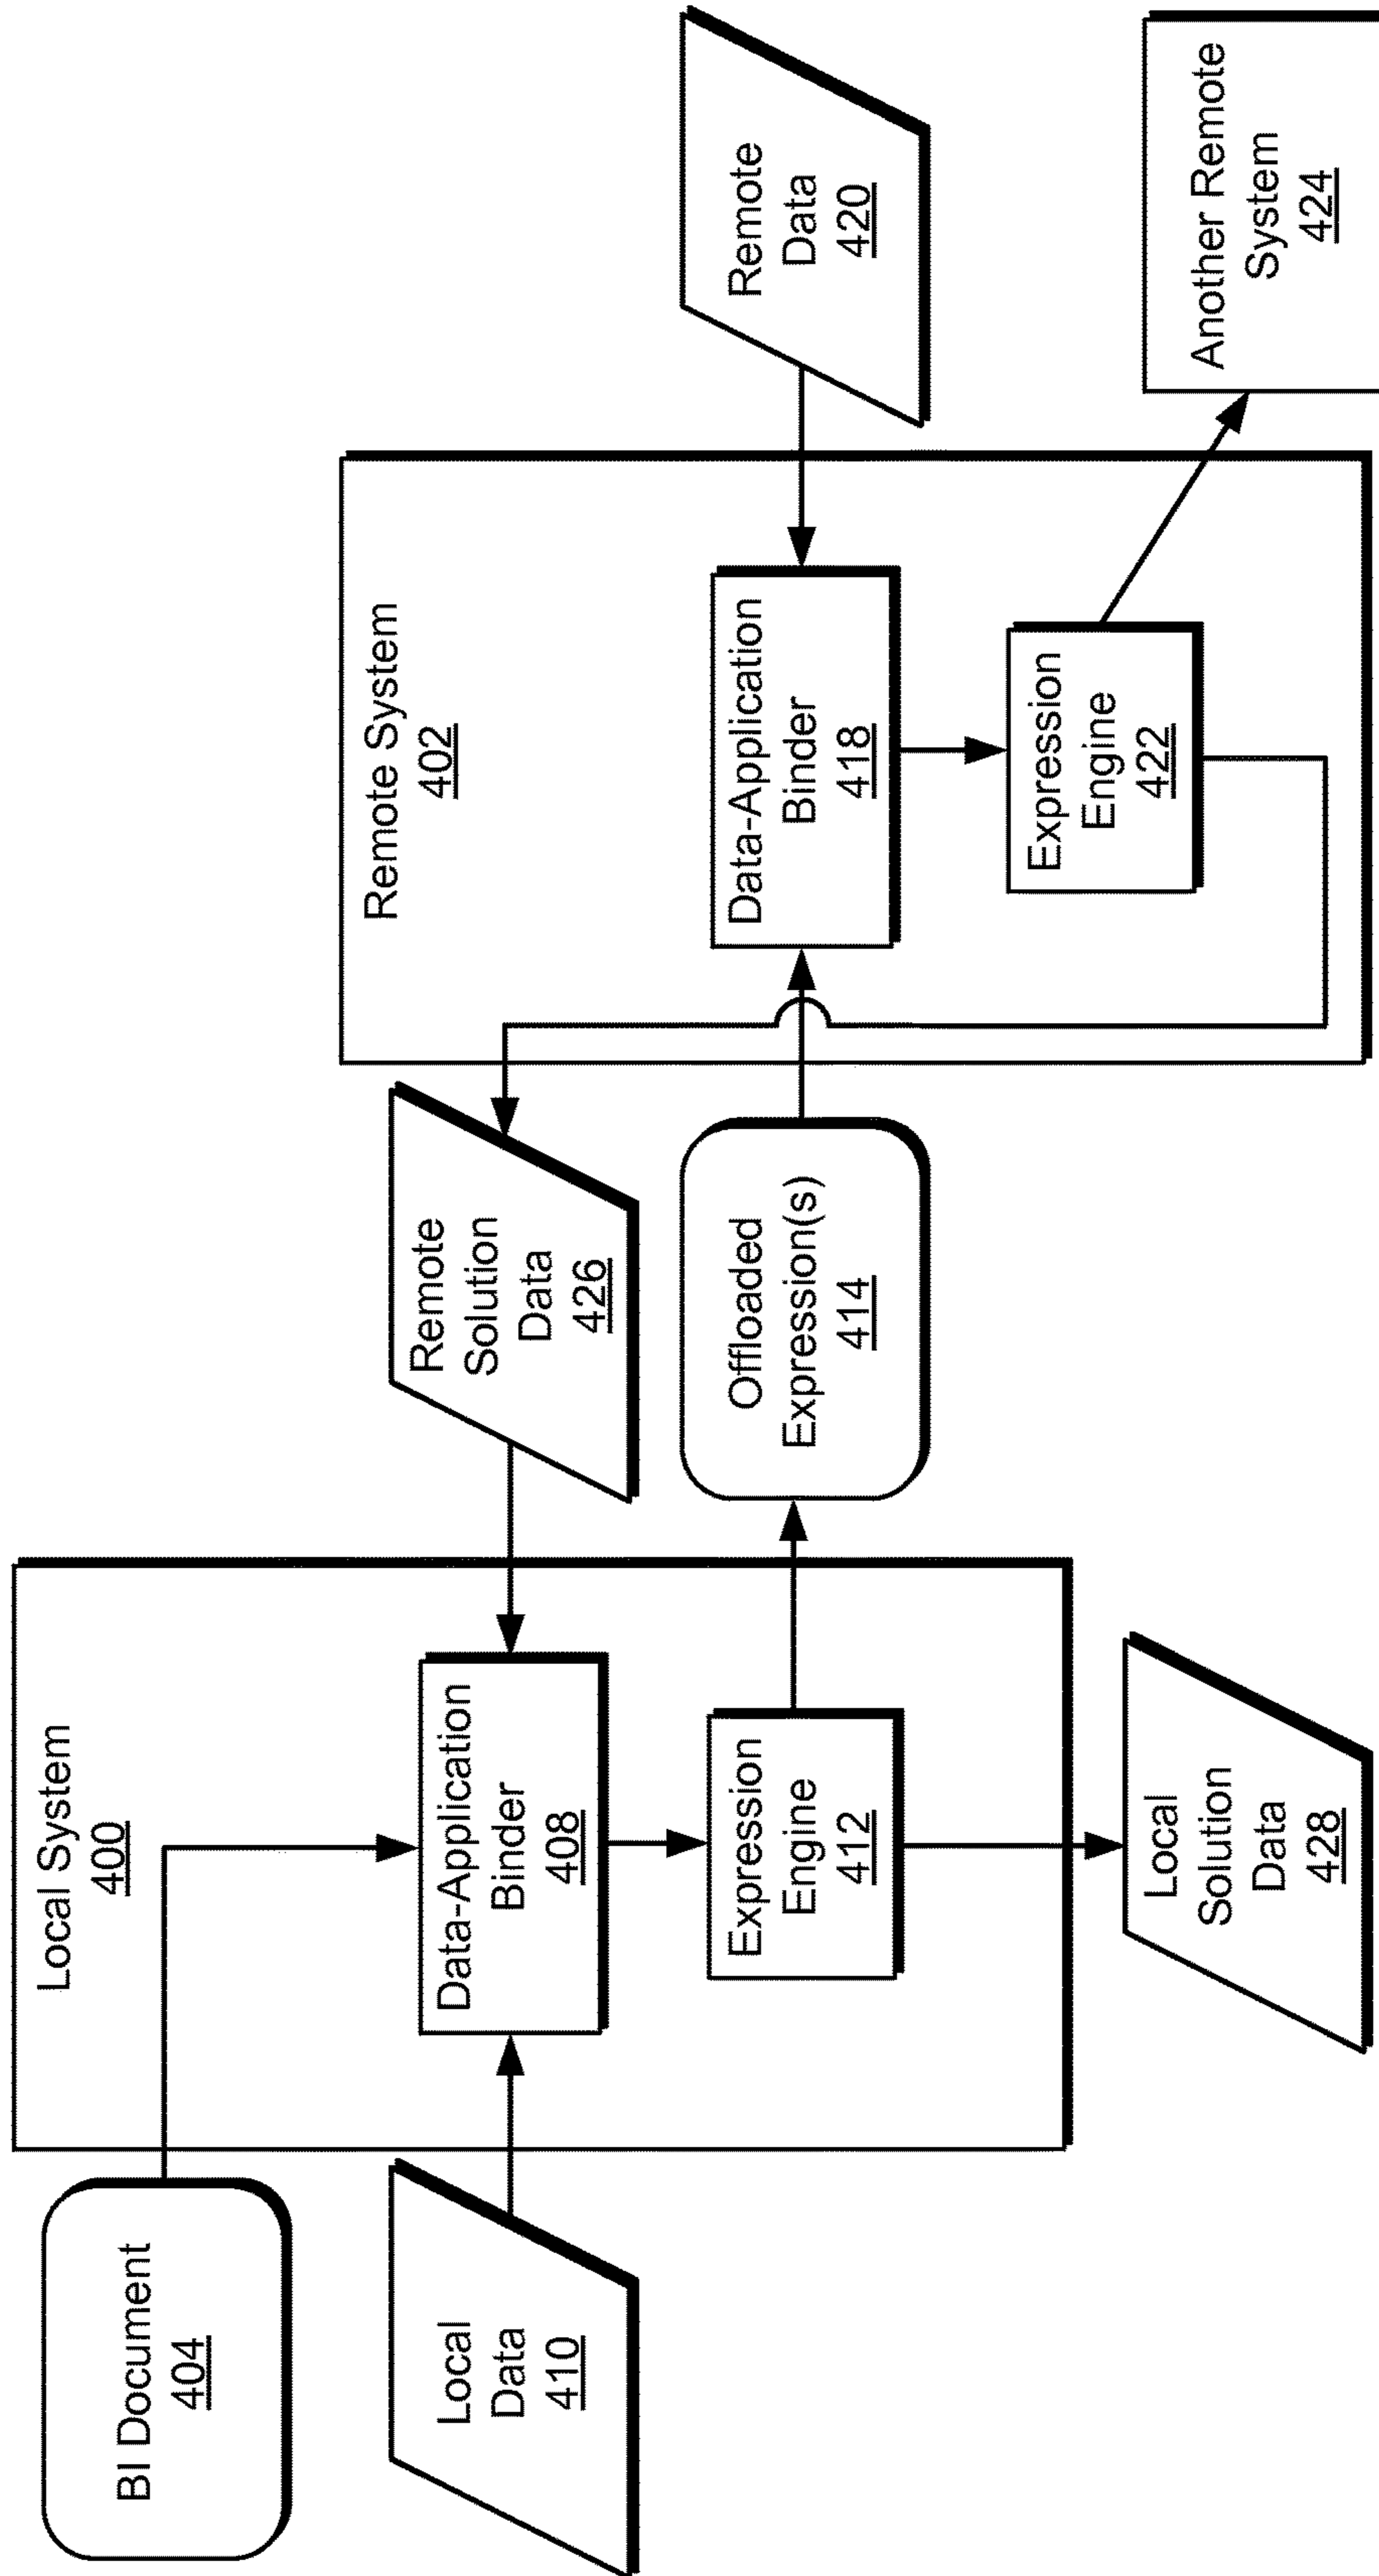 BI Document
404
Local System
400
Local
Data
410
Data-Application
Binder
408
Expression
Engine
412
Local
Solution
Data
428
Remote
Solution
Data
426
Offloaded
Expression(s)
414
Remote System
402
Data-Application
Binder
418
Expression
Engine
422
Remote
Data
420
Another Remote
System
424